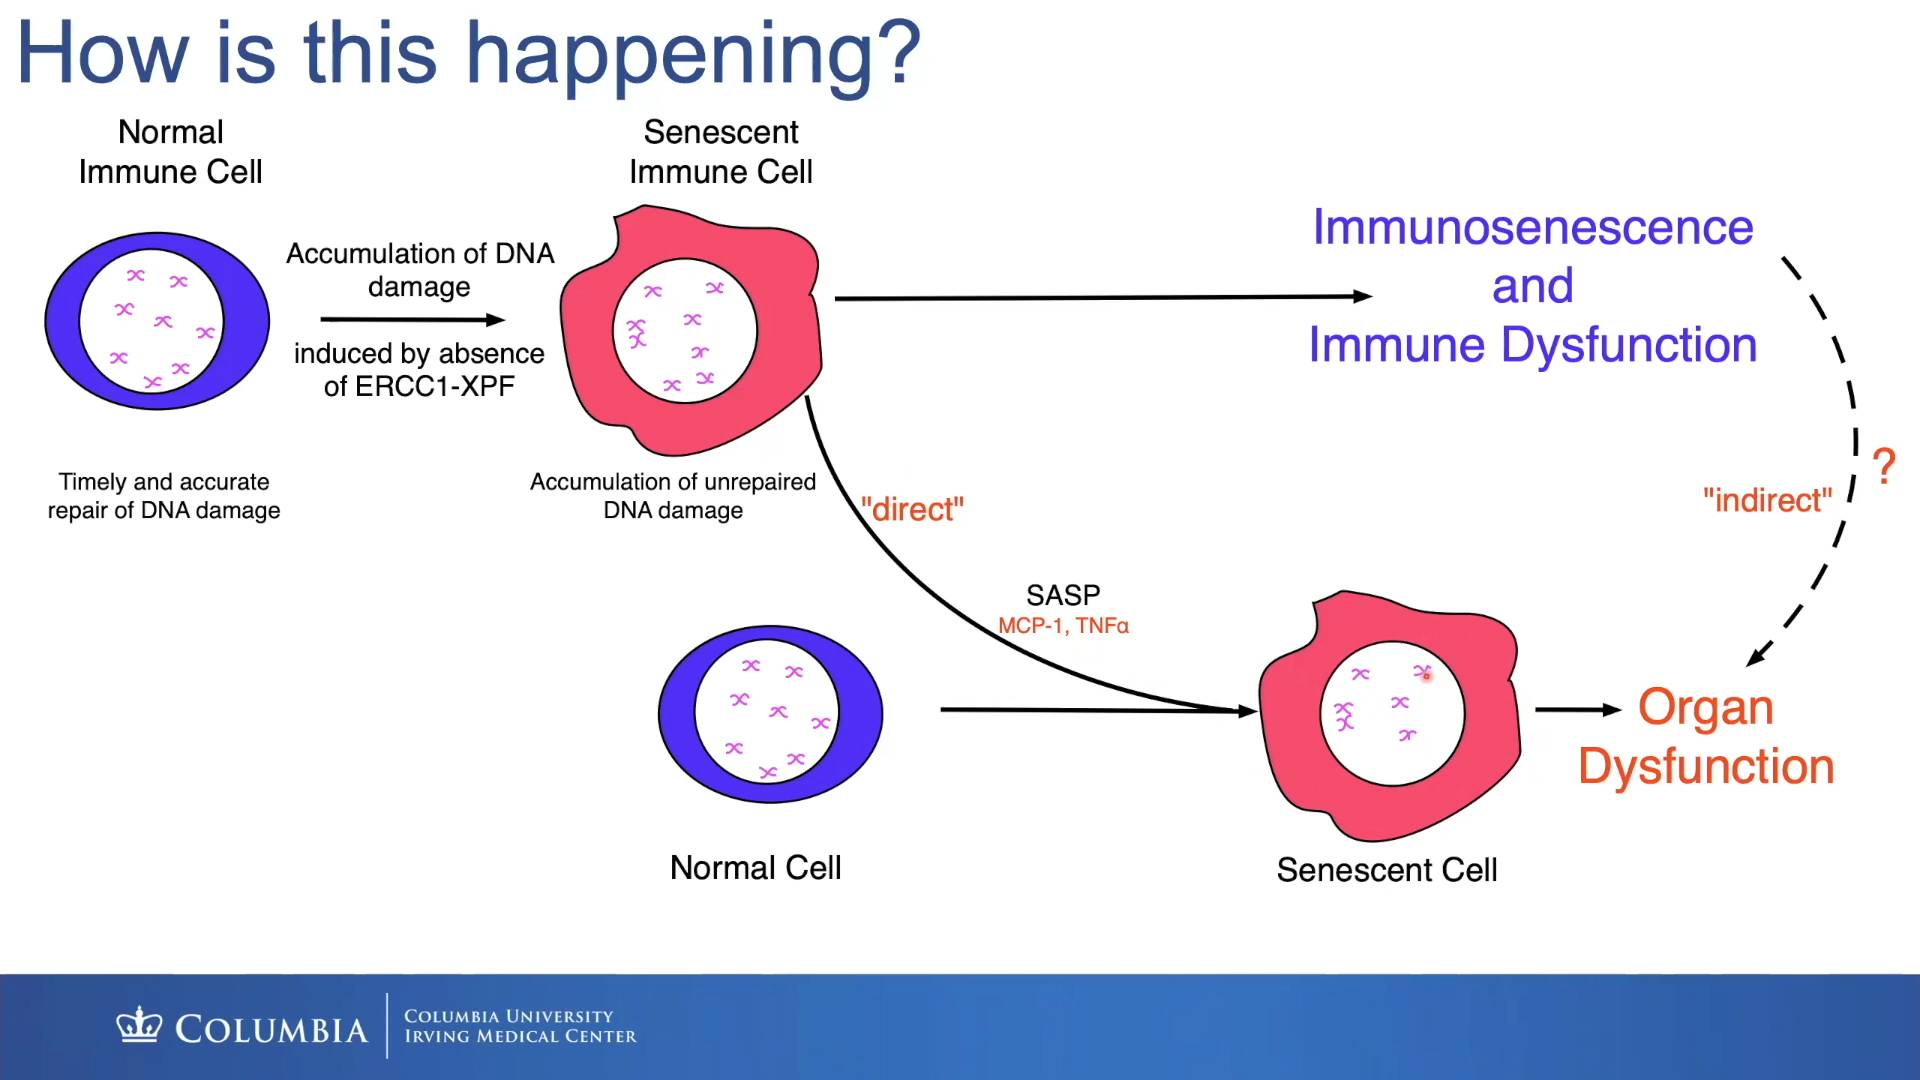 How is this happening?
Normal
Immune Cell
Senescent
Immune Cell
Accumulation of DNA
damage
induced by absence
of ERCC1-XPF
Timely and accurate
repair of DNA damage
Accumulation of unrepaired
DNA damage
Immunosenescence
and
Immune Dysfunction
"direct"
"indirect"
?
SASP
MCP-1, TNFα
Organ
Dysfunction
Normal Cell
Senescent Cell
COLUMBIA
COLUMBIA UNIVERSITY
IRVING MEDICAL CENTER